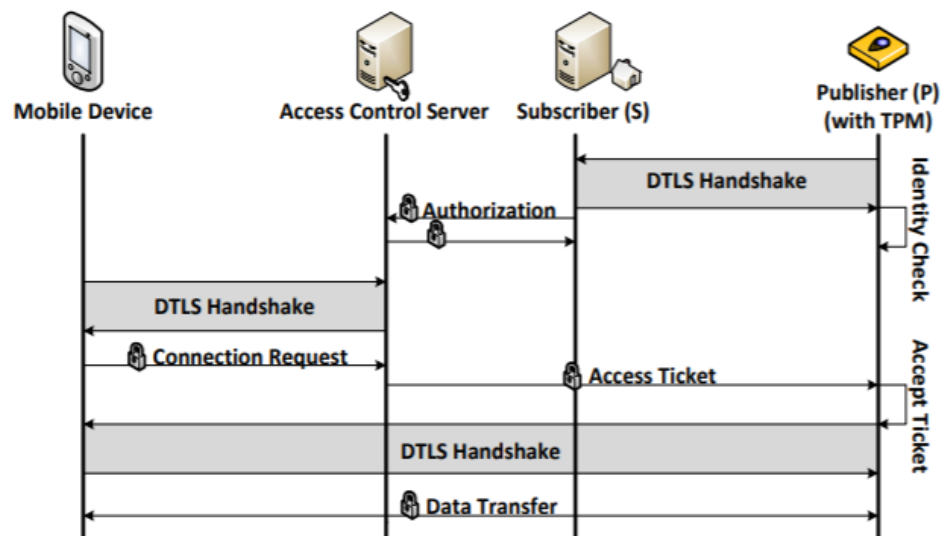 Mobile Device
Access Control Server
Subscriber (S)
Publisher (P)
(with TPM)
DTLS Handshake
Identity Check
Authorization
DTLS Handshake
Connection Request
Access Ticket
Accept Ticket
DTLS Handshake
Data Transfer